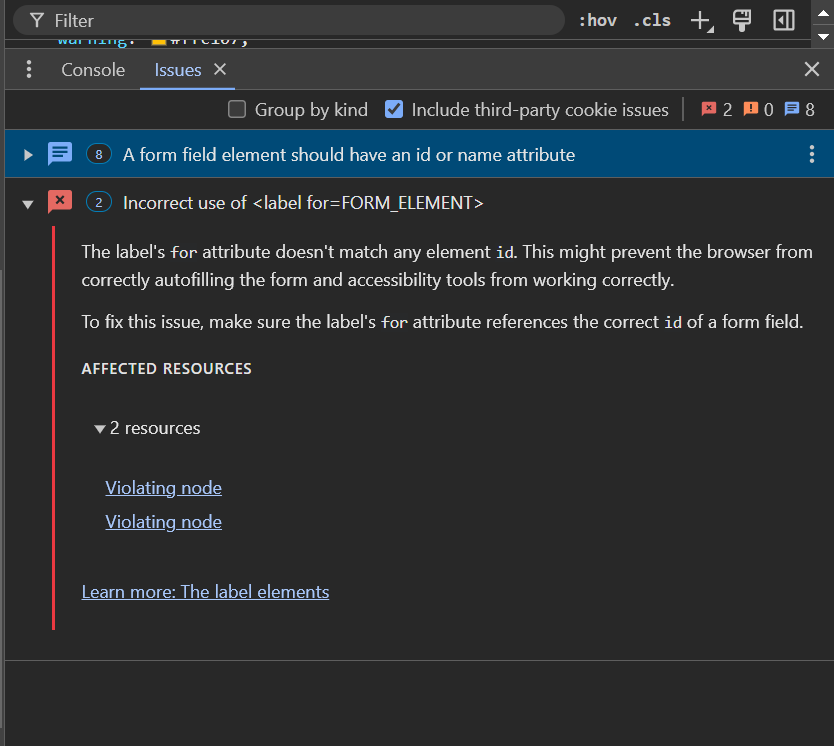 Filter
:hov .cls
warning: #ffc107;
Console Issues
Group by kind Include third-party cookie issues 2 0 8
8 A form field element should have an id or name attribute
2 Incorrect use of <label for=FORM_ELEMENT>
The label's for attribute doesn't match any element id. This might prevent the browser from
correctly autofilling the form and accessibility tools from working correctly.
To fix this issue, make sure the label's for attribute references the correct id of a form field.
AFFECTED RESOURCES
2 resources
Violating node
Violating node
Learn more: The label elements